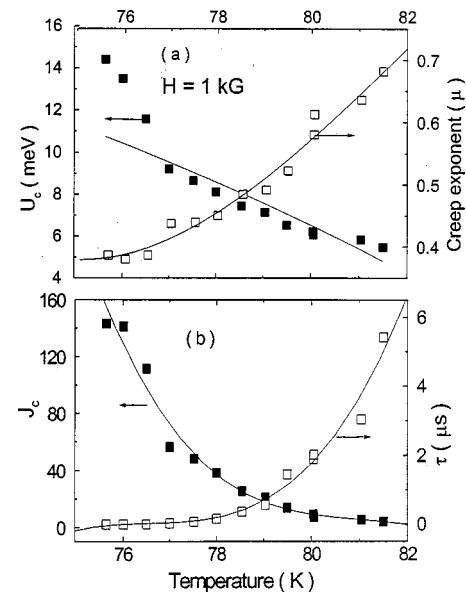 76 77 78 79 80 81 82
( a )
H = 1 kG
16
14
12
10
8
6
4
U_c ( meV )
0.7
0.6
0.5
0.4
Creep exponent ( μ )
160
120
80
40
0
J_c
( b )
6
4
2
0
τ ( μs )
76 78 80 82
Temperature ( K )